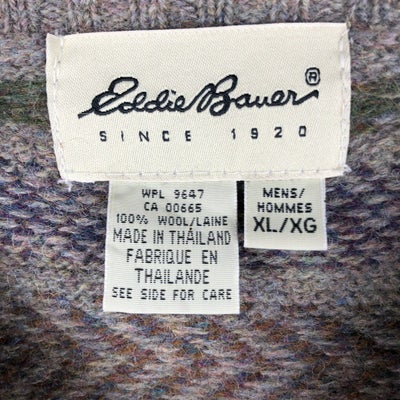 Eddie Bauer®
SINCE 1920
WPL 9647
CA 00665
100% WOOL/LAINE
MADE IN THAILAND
FABRIQUE EN
THAILANDE
SEE SIDE FOR CARE
MENS/
HOMMES
XL/XG